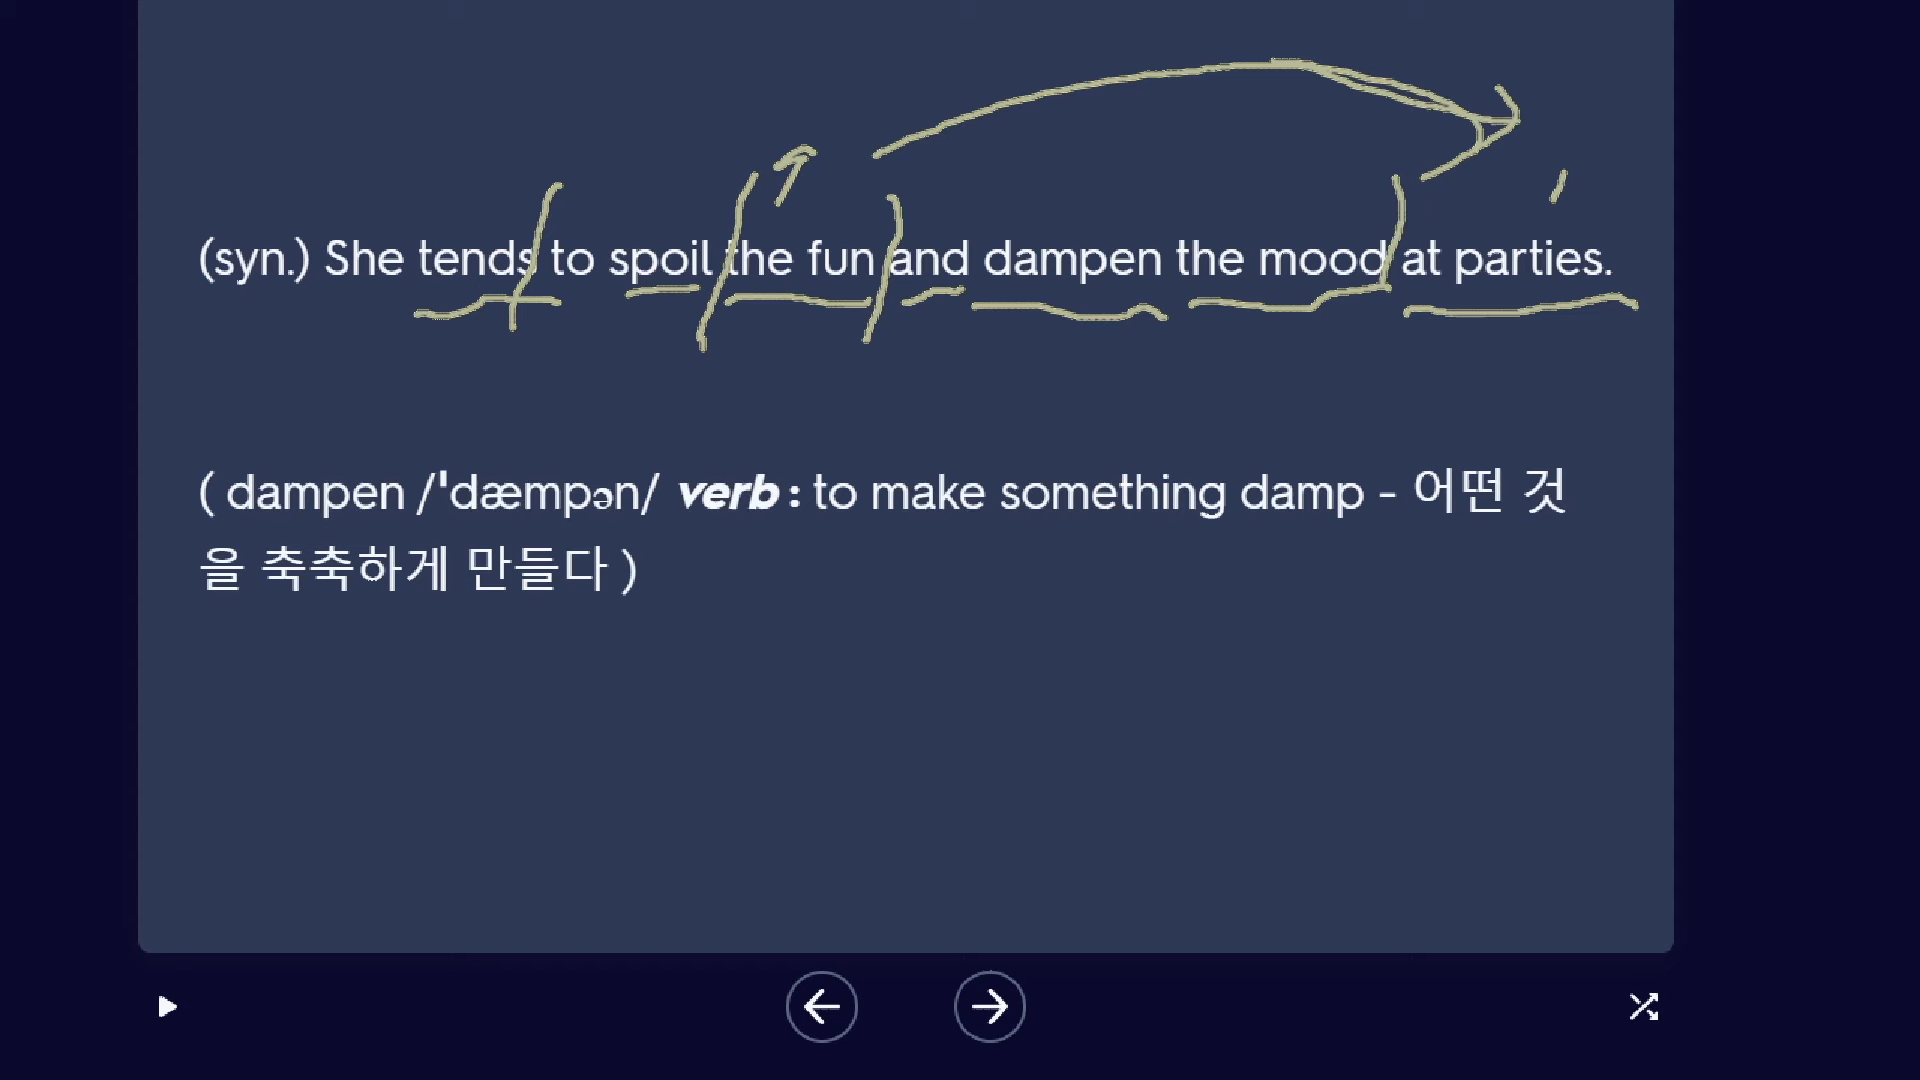 (syn.) She tends to spoil the fun and dampen the mood at parties.
( dampen /ˈdæmpən/ verb : to make something damp - 어떤 것
을 축축하게 만들다 )